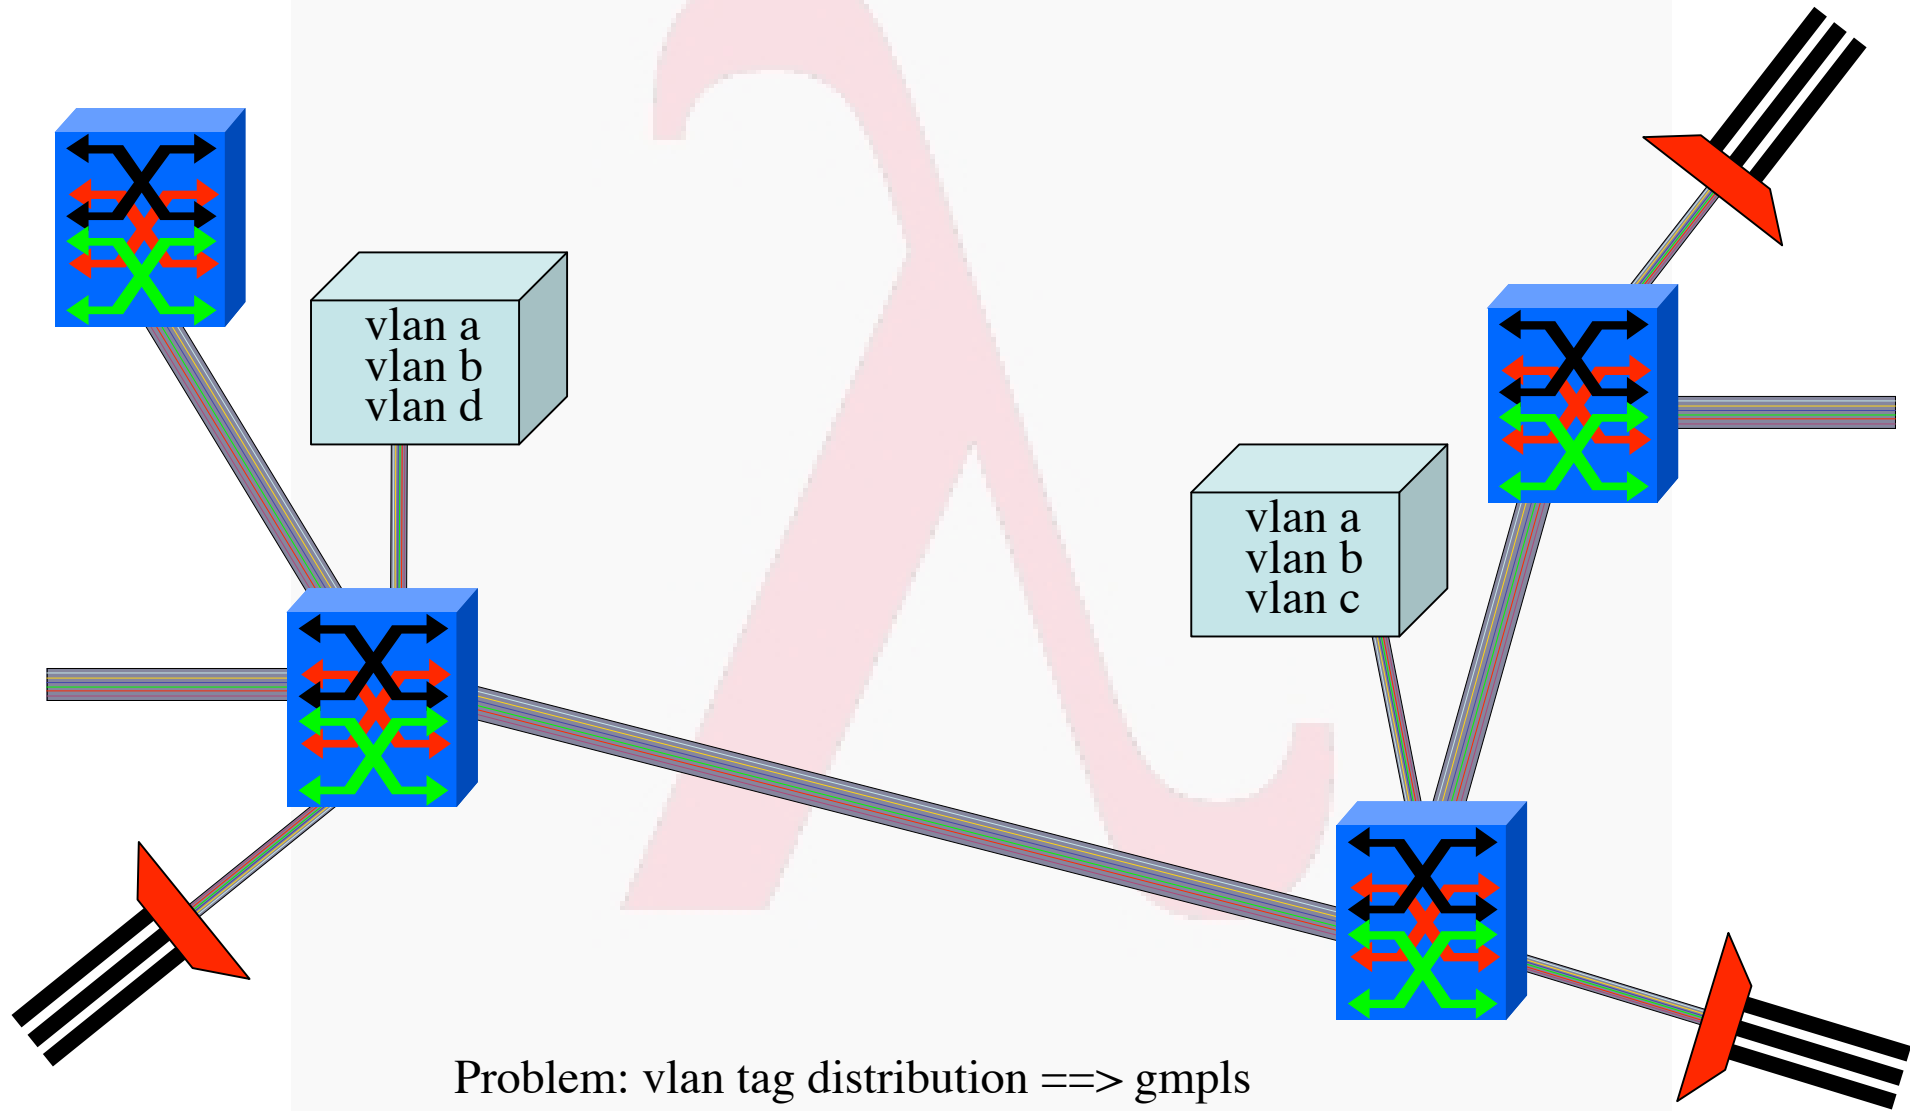 vlan a
vlan b
vlan d
vlan a
vlan b
vlan c
Problem: vlan tag distribution ==> gmpls